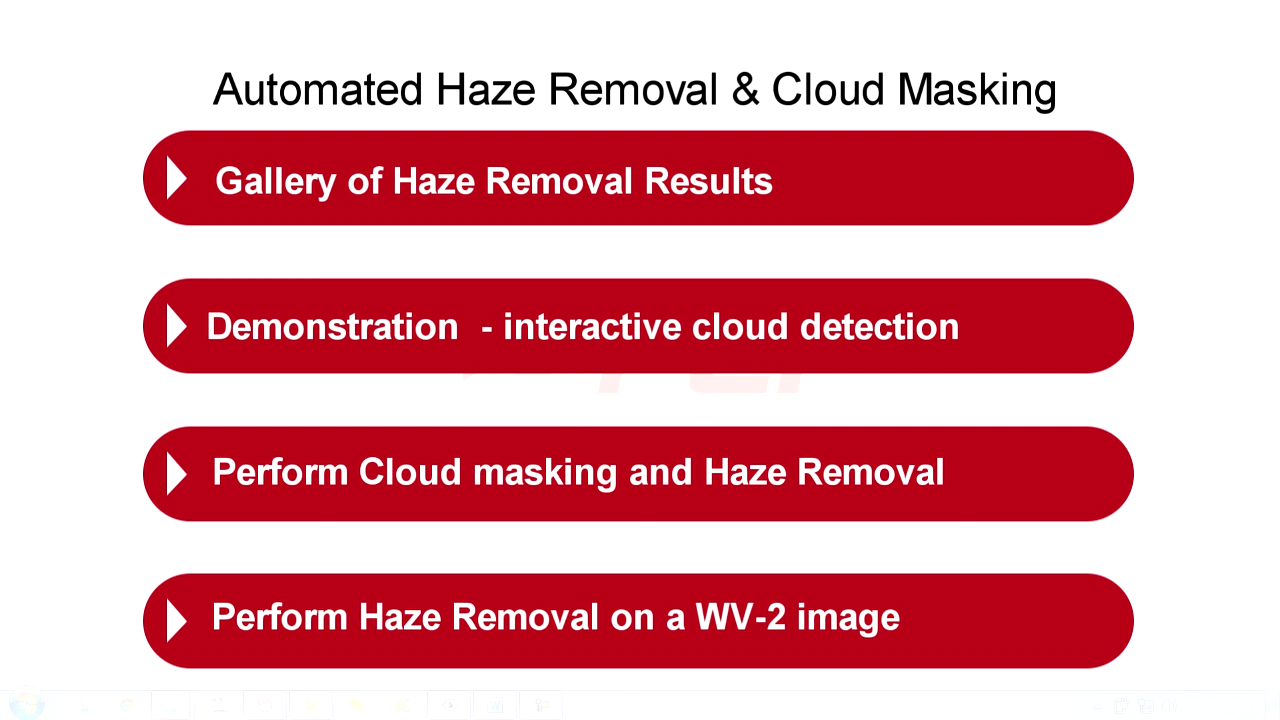 Automated Haze Removal & Cloud Masking
Gallery of Haze Removal Results
Demonstration - interactive cloud detection
Perform Cloud masking and Haze Removal
Perform Haze Removal on a WV-2 image